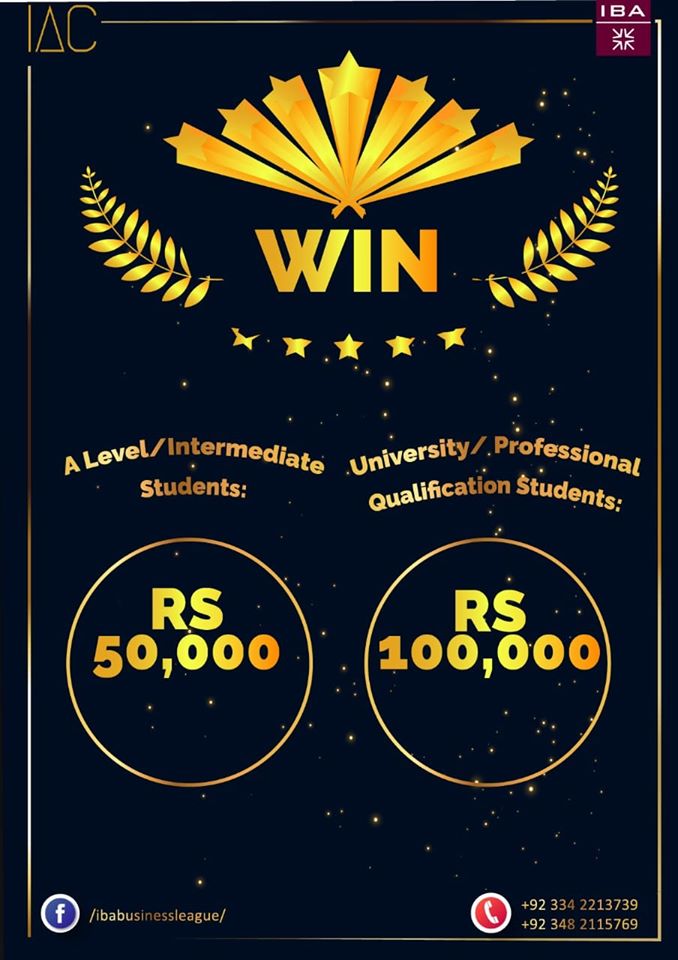 IAC
IBA
WIN
A Level/Intermediate
Students:
University/ Professional
Qualification Students:
RS
50,000
RS
100,000
/ibabusinessleague/
+92 334 2213739
+92 348 2115769